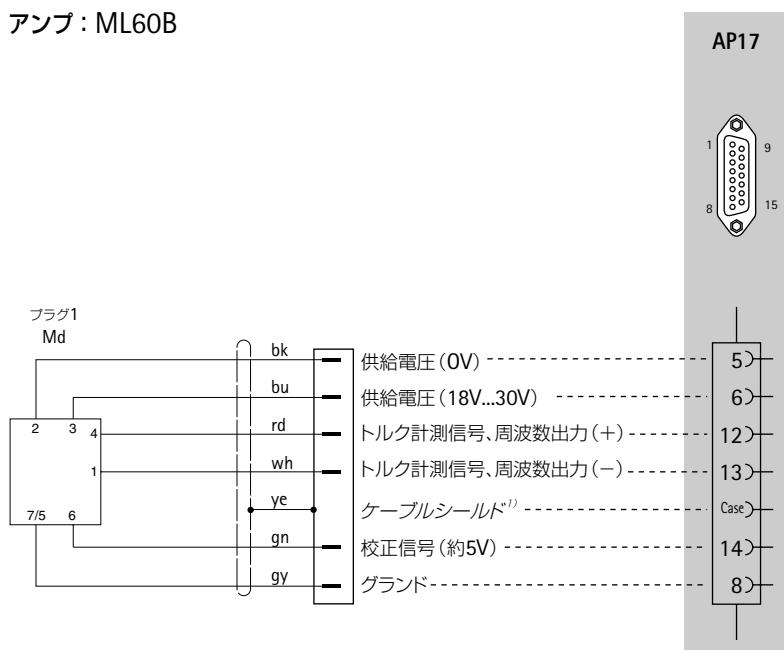 アンプ：ML60B
AP17
1
9
8
15
プラグ1
Md
2
3
4
1
7/5
6
bk
供給電圧（0V）
5
bu
供給電圧（18V...30V）
6
rd
トルク計測信号、周波数出力（＋）
12
wh
トルク計測信号、周波数出力（－）
13
ye
ケーブルシールド1)
Case
gn
校正信号（約5V）
14
gy
グランド
8